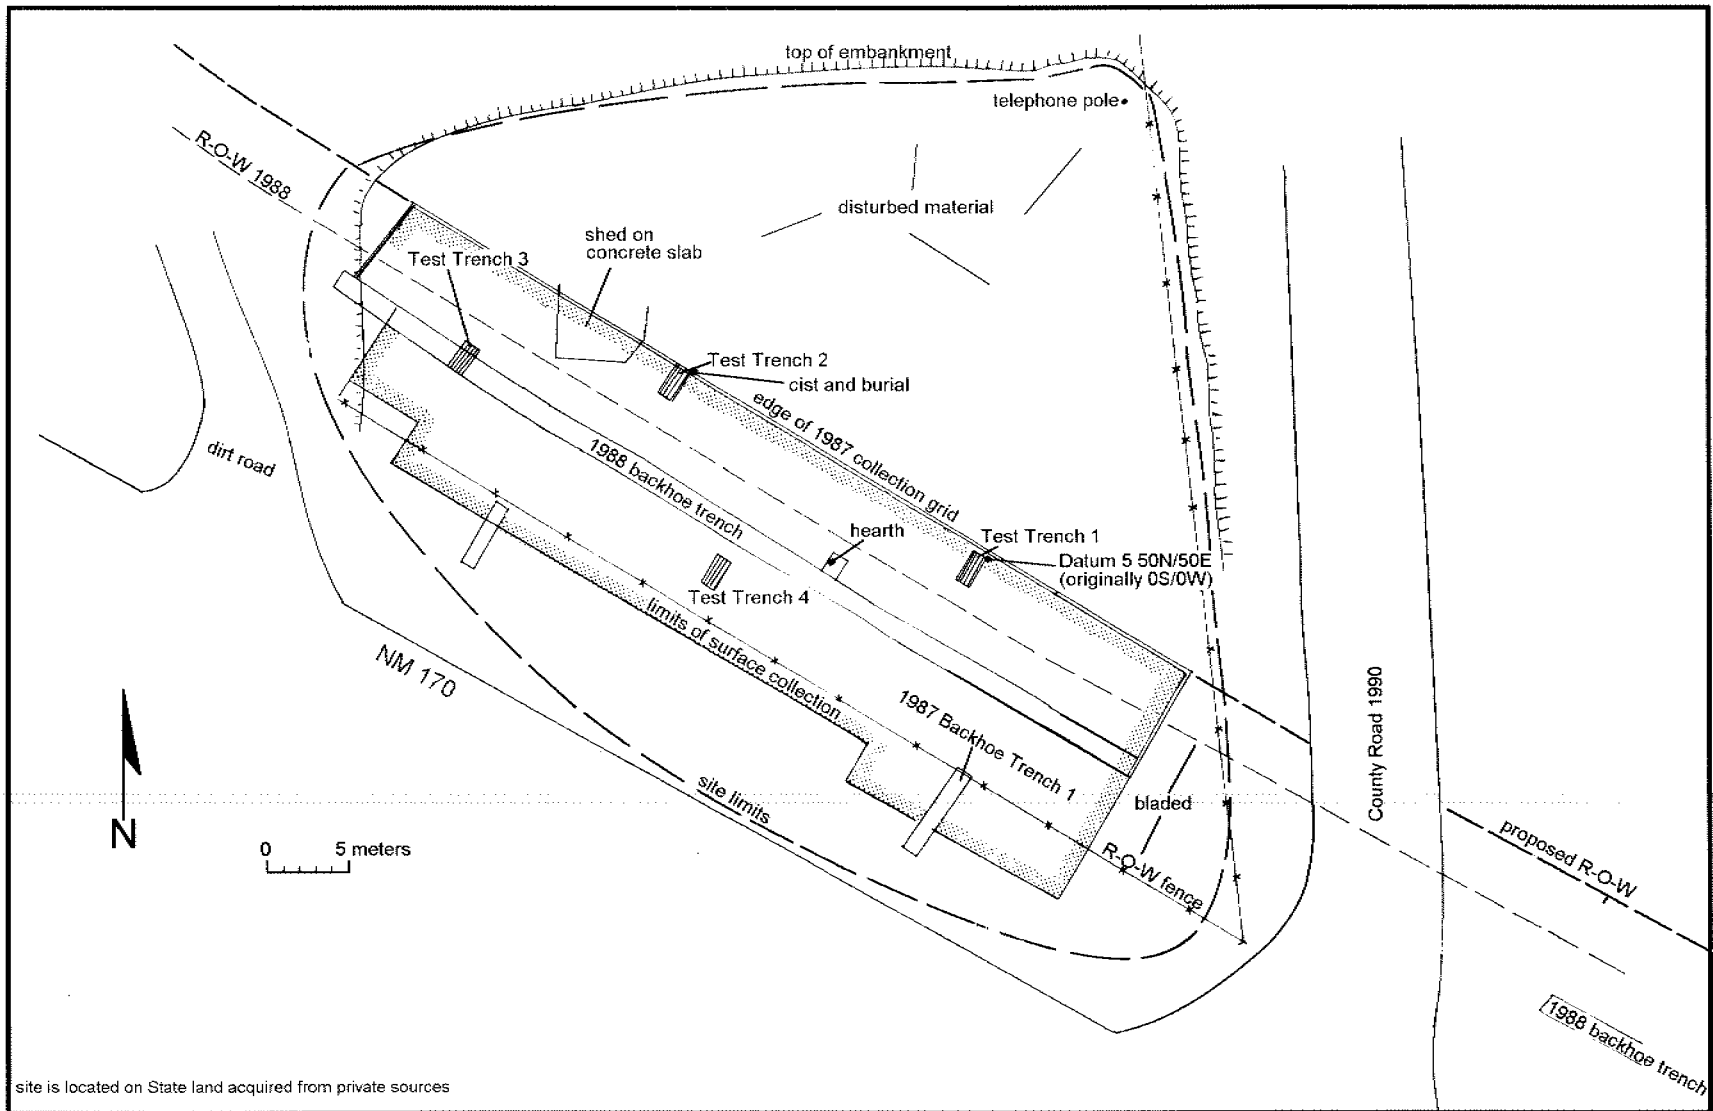 top of embankment
telephone pole
R-O-W 1988
disturbed material
shed on
concrete slab
Test Trench 3
Test Trench 2
cist and burial
edge of 1987 collection grid
dirt road
1988 backhoe trench
hearth
Test Trench 1
Datum 5 50N/50E
(originally 0S/0W)
Test Trench 4
limits of surface collection
NM 170
1987 Backhoe Trench 1
County Road 1990
site limits
bladed
N
0 5 meters
R-O-W fence
proposed R-O-W
1988 backhoe trench
site is located on State land acquired from private sources